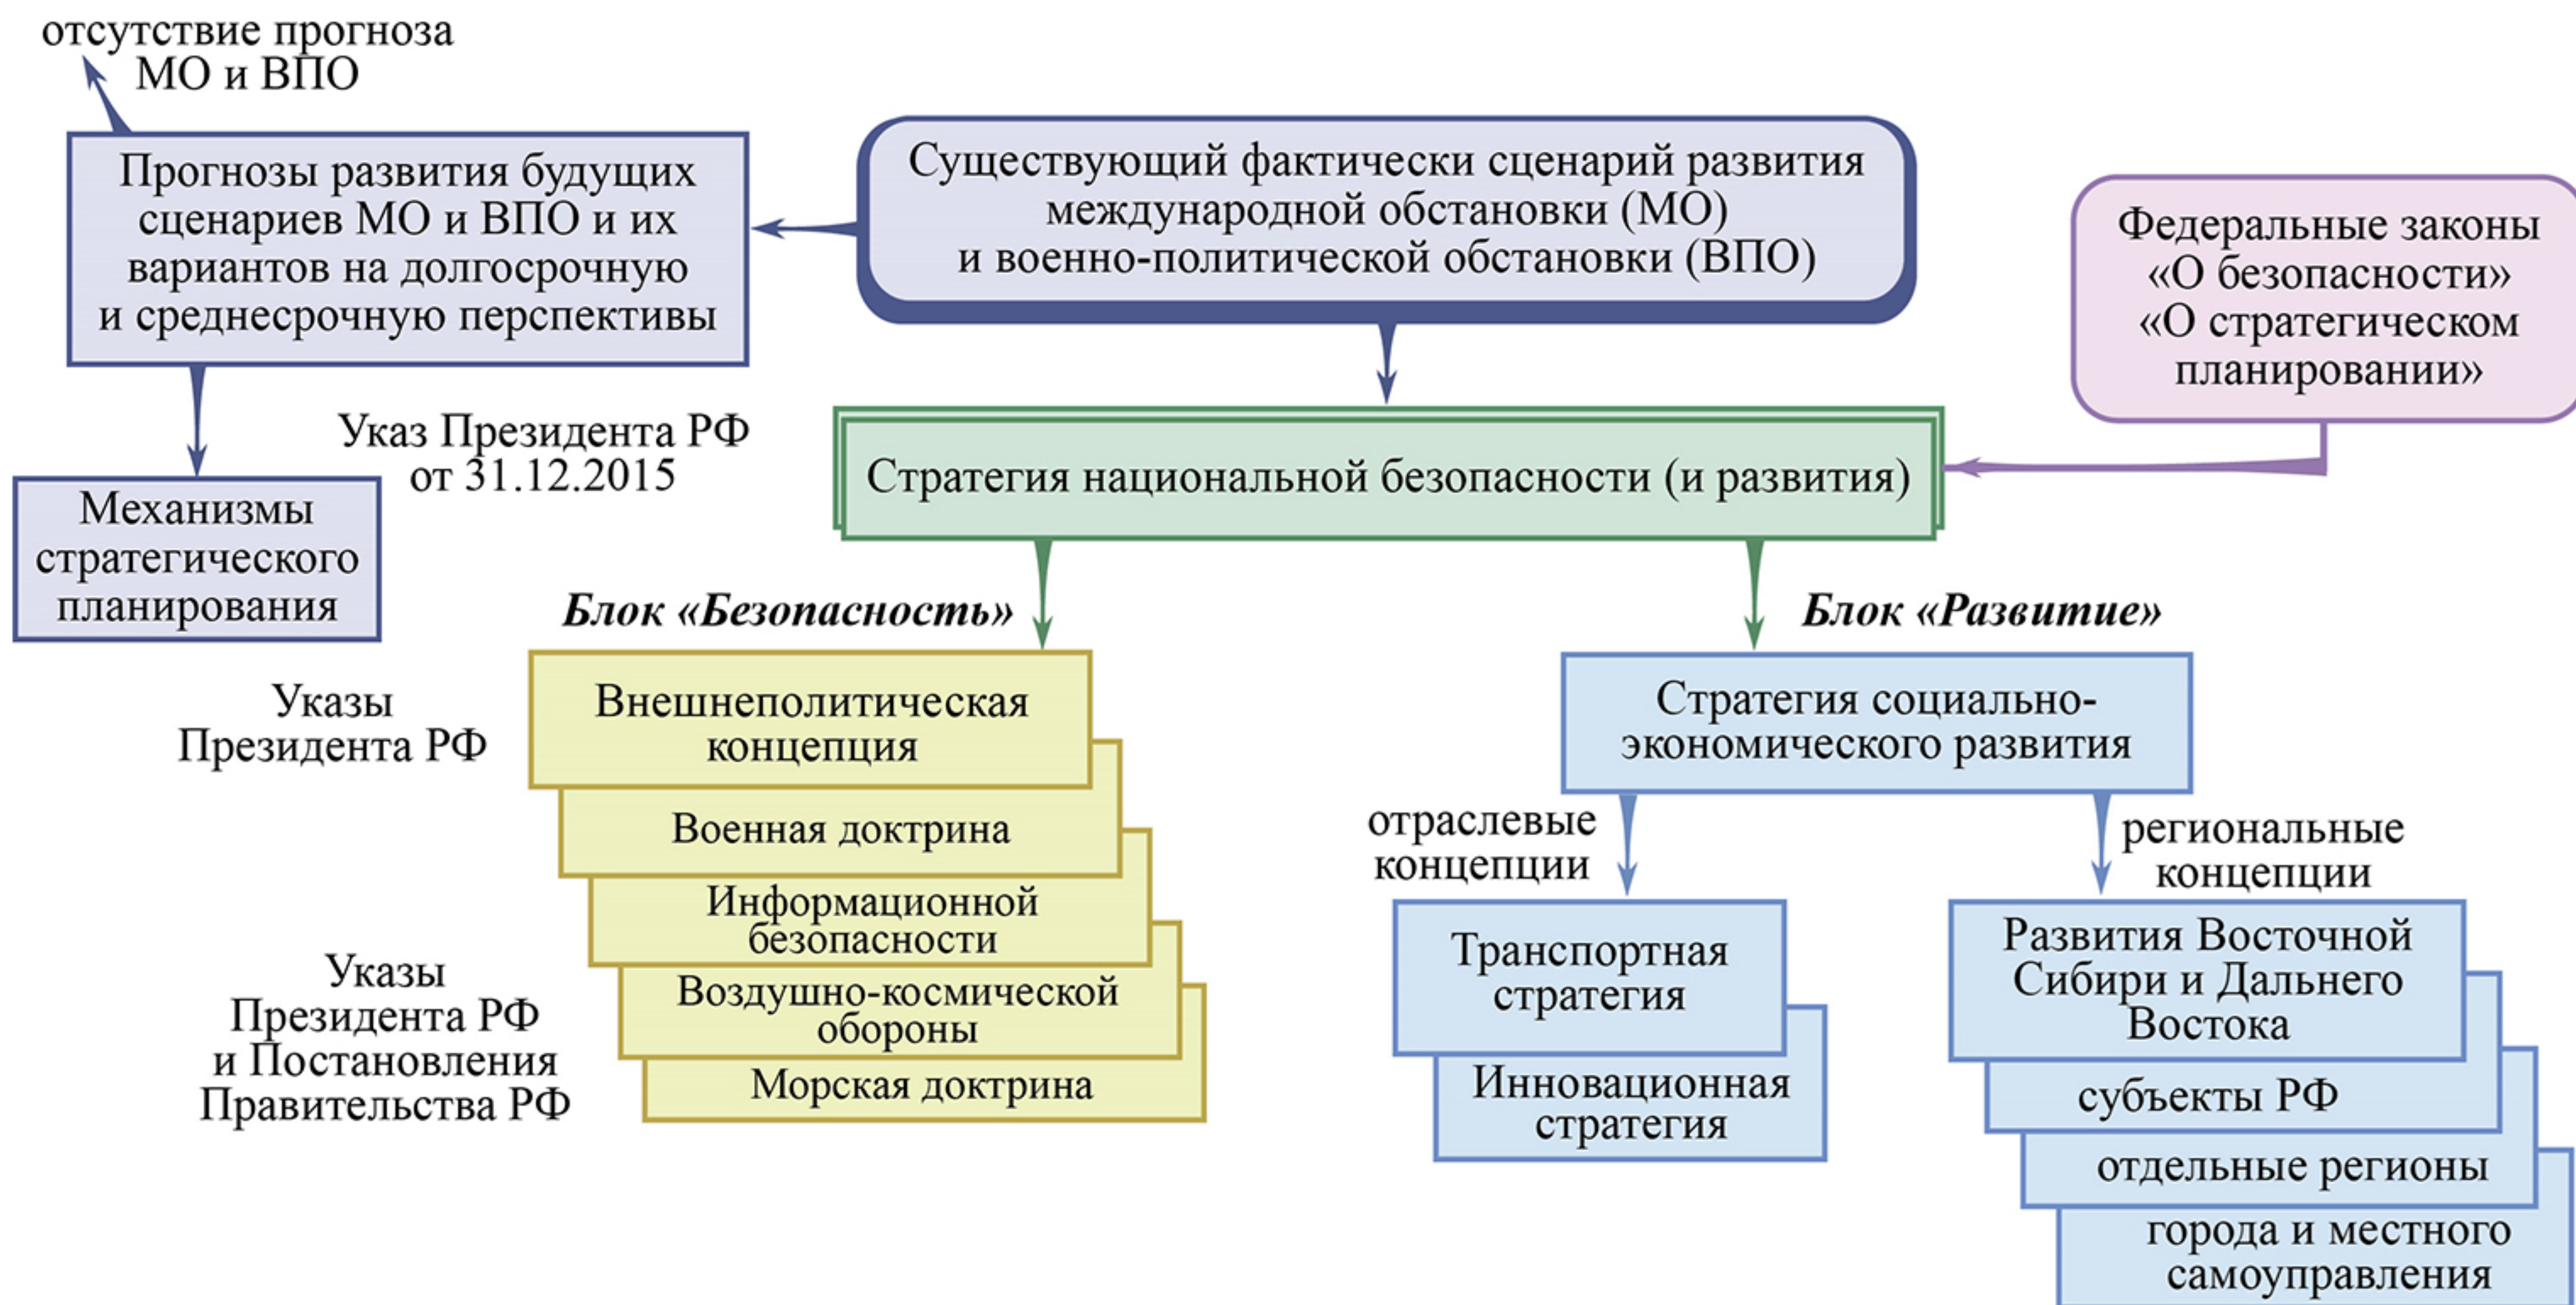 отсутствие прогноза
МО и ВПО
Прогнозы развития будущих
сценариев МО и ВПО и их
вариантов на долгосрочную
и среднесрочную перспективы
Существующий фактически сценарий развития
международной обстановки (МО)
и военно-политической обстановки (ВПО)
Федеральные законы
«О безопасности»
«О стратегическом
планировании»
Указ Президента РФ
от 31.12.2015
Стратегия национальной безопасности (и развития)
Механизмы
стратегического
планирования
Блок «Безопасность»
Блок «Развитие»
Указы
Президента РФ
Внешнеполитическая
концепция
Военная доктрина
Информационной
безопасности
Воздушно-космической
обороны
Морская доктрина
Указы
Президента РФ
и Постановления
Правительства РФ
Стратегия социально-
экономического развития
отраслевые
концепции
региональные
концепции
Транспортная
стратегия
Инновационная
стратегия
Развития Восточной
Сибири и Дальнего
Востока
субъекты РФ
отдельные регионы
города и местного
самоуправления